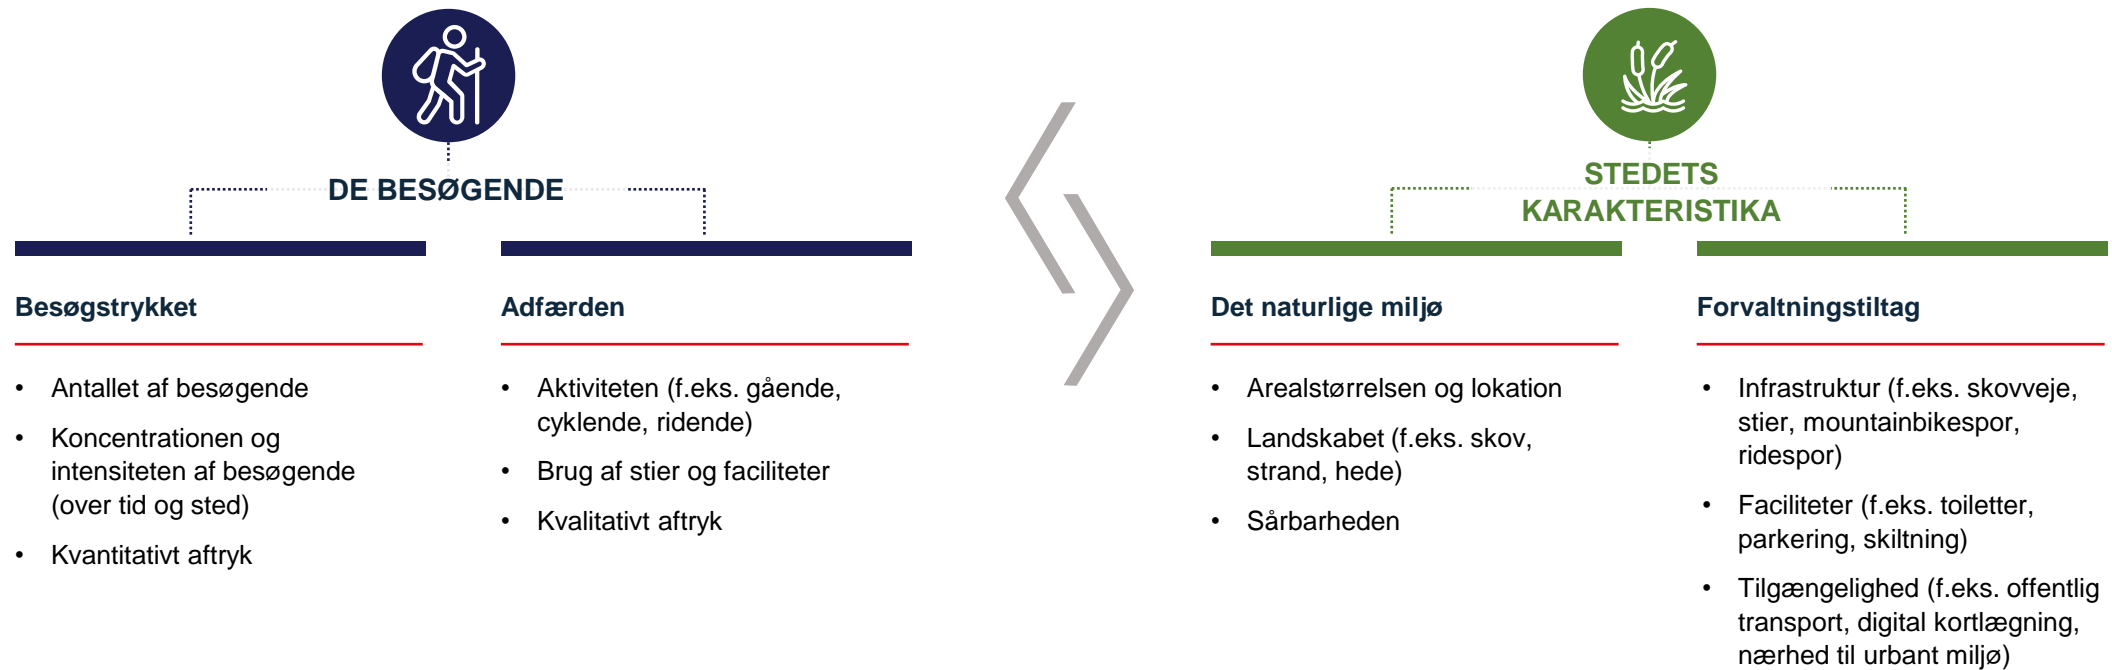 DE BESØGENDE
Besøgstrykket
• Antallet af besøgende
• Koncentrationen og
intensiteten af besøgende
(over tid og sted)
• Kvantitativt aftryk
Adfærden
• Aktiviteten (f.eks. gående,
cyklende, ridende)
• Brug af stier og faciliteter
• Kvalitativt aftryk
STEDETS
KARAKTERISTIKA
Det naturlige miljø
• Arealstørrelsen og lokation
• Landskabet (f.eks. skov,
strand, hede)
• Sårbarheden
Forvaltningstiltag
• Infrastruktur (f.eks. skovveje,
stier, mountainbikespor,
ridespor)
• Faciliteter (f.eks. toiletter,
parkering, skiltning)
• Tilgængelighed (f.eks. offentlig
transport, digital kortlægning,
nærhed til urbant miljø)